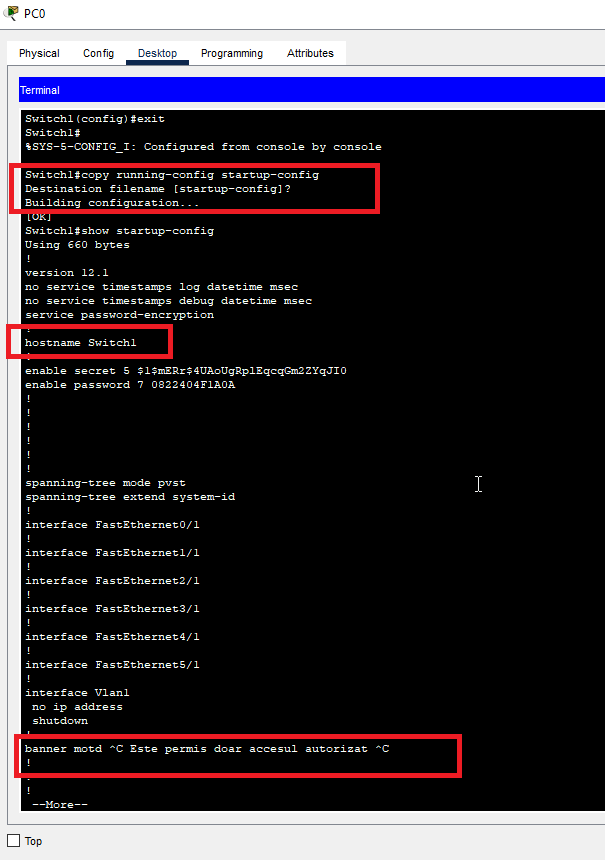 PC0
Physical Config Desktop Programming Attributes
Terminal
Switch1(config)#exit
Switch1#
%SYS-5-CONFIG_I: Configured from console by console
Switch1#copy running-config startup-config
Destination filename [startup-config]?
Building configuration...
[OK]
Switch1#show startup-config
Using 660 bytes
!
version 12.1
no service timestamps log datetime msec
no service timestamps debug datetime msec
service password-encryption
!
hostname Switch1
!
enable secret 5 $1$mERr$4UAoUgRplEqcqGm2ZYqJI0
enable password 7 0822404F1A0A
!
!
!
!
!
!
spanning-tree mode pvst
spanning-tree extend system-id
!
interface FastEthernet0/1
!
interface FastEthernet1/1
!
interface FastEthernet2/1
!
interface FastEthernet3/1
!
interface FastEthernet4/1
!
interface FastEthernet5/1
!
interface Vlan1
no ip address
shutdown
!
banner motd ^C Este permis doar accesul autorizat ^C
!
!
!
--More--
Top